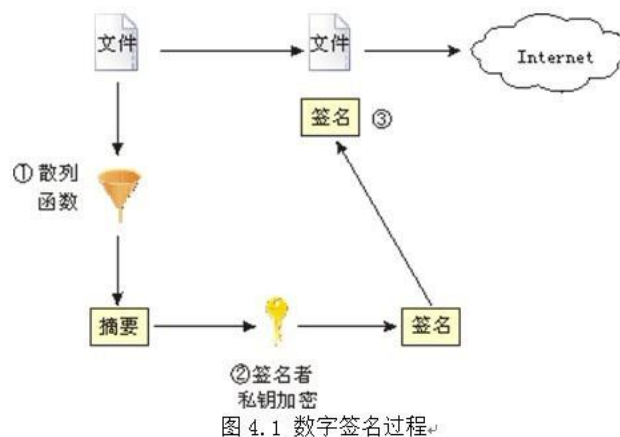 文件
文件
Internet
签名 ③
① 散列
函数
摘要
签名
②签名者
私钥加密
图 4.1 数字签名过程